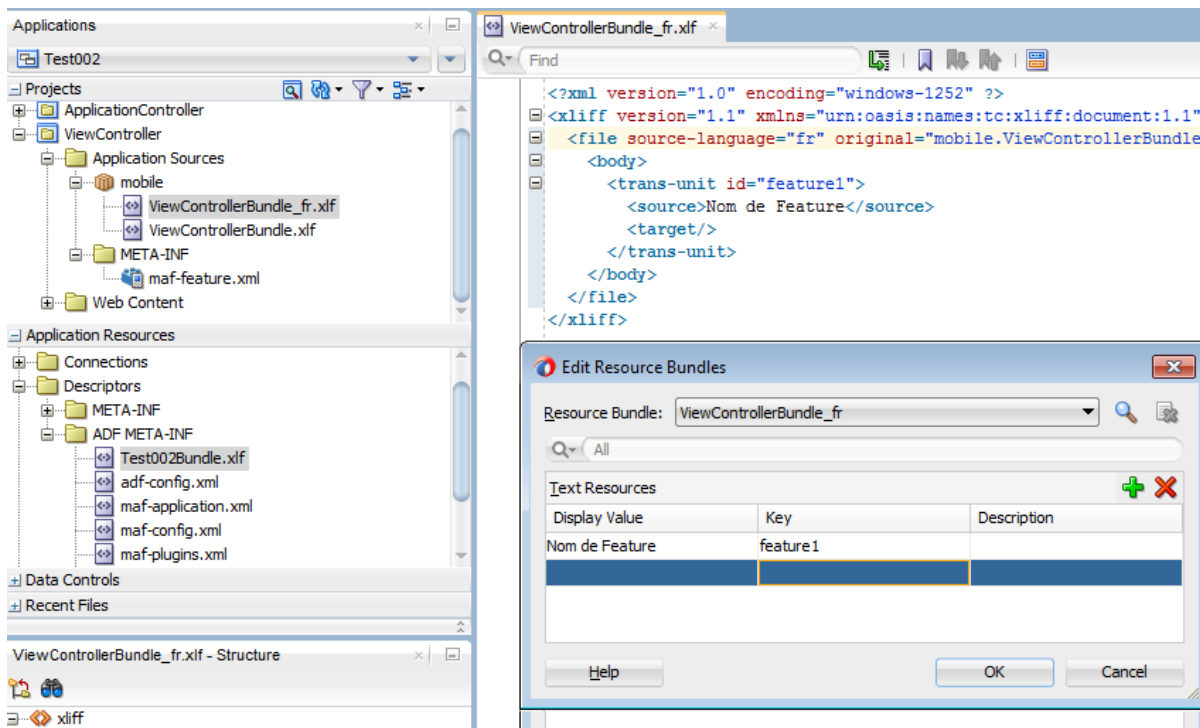 Applications
Test002
Projects
ApplicationController
ViewController
Application Sources
mobile
ViewControllerBundle_fr.xlf
ViewControllerBundle.xlf
META-INF
maf-feature.xml
Web Content
Application Resources
Connections
Descriptors
META-INF
ADF META-INF
Test002Bundle.xlf
adf-config.xml
maf-application.xml
maf-config.xml
maf-plugins.xml
Data Controls
Recent Files
ViewControllerBundle_fr.xlf - Structure
xliff
ViewControllerBundle_fr.xlf
Find
<?xml version="1.0" encoding="windows-1252" ?>
<xliff version="1.1" xmlns="urn:oasis:names:tc:xliff:document:1.1"
<file source-language="fr" original="mobile.ViewControllerBundle
<body>
<trans-unit id="feature1">
<source>Nom de Feature</source>
<target/>
</trans-unit>
</body>
</file>
</xliff>
Edit Resource Bundles
Resource Bundle: ViewControllerBundle_fr
All
Text Resources
Display Value Key Description
Nom de Feature feature1
Help OK Cancel